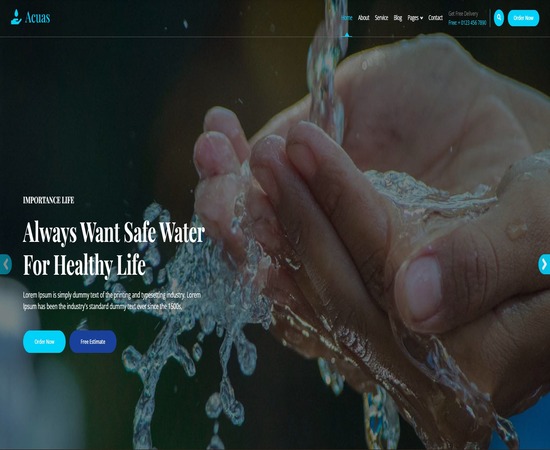 Acuas
Home About Service Blog Pages Contact
Get Free Delivery
Free: + 0123 456 7890
Order Now
IMPORTANCE LIFE
Always Want Safe Water
For Healthy Life
Lorem Ipsum is simply dummy text of the printing and typesetting industry. Lorem
Ipsum has been the industry's standard dummy text ever since the 1500s,
Order Now
Free Estimate